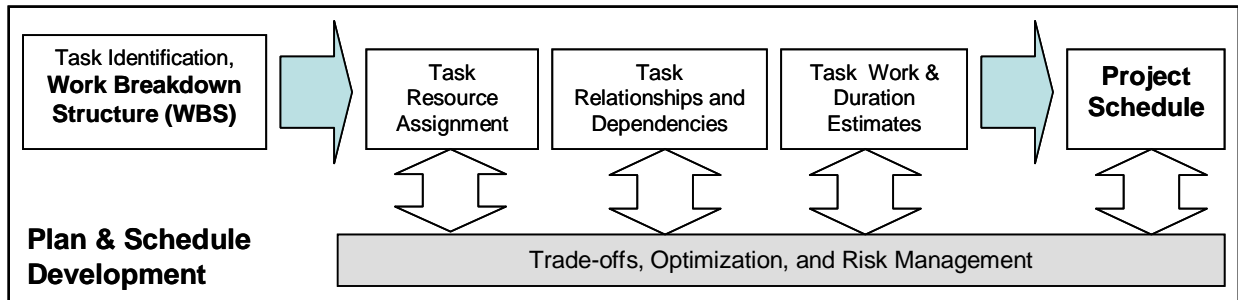 Task Identification,
Work Breakdown
Structure (WBS)
Task
Resource
Assignment
Task
Relationships and
Dependencies
Task Work &
Duration
Estimates
Project
Schedule
Plan & Schedule
Development
Trade-offs, Optimization, and Risk Management